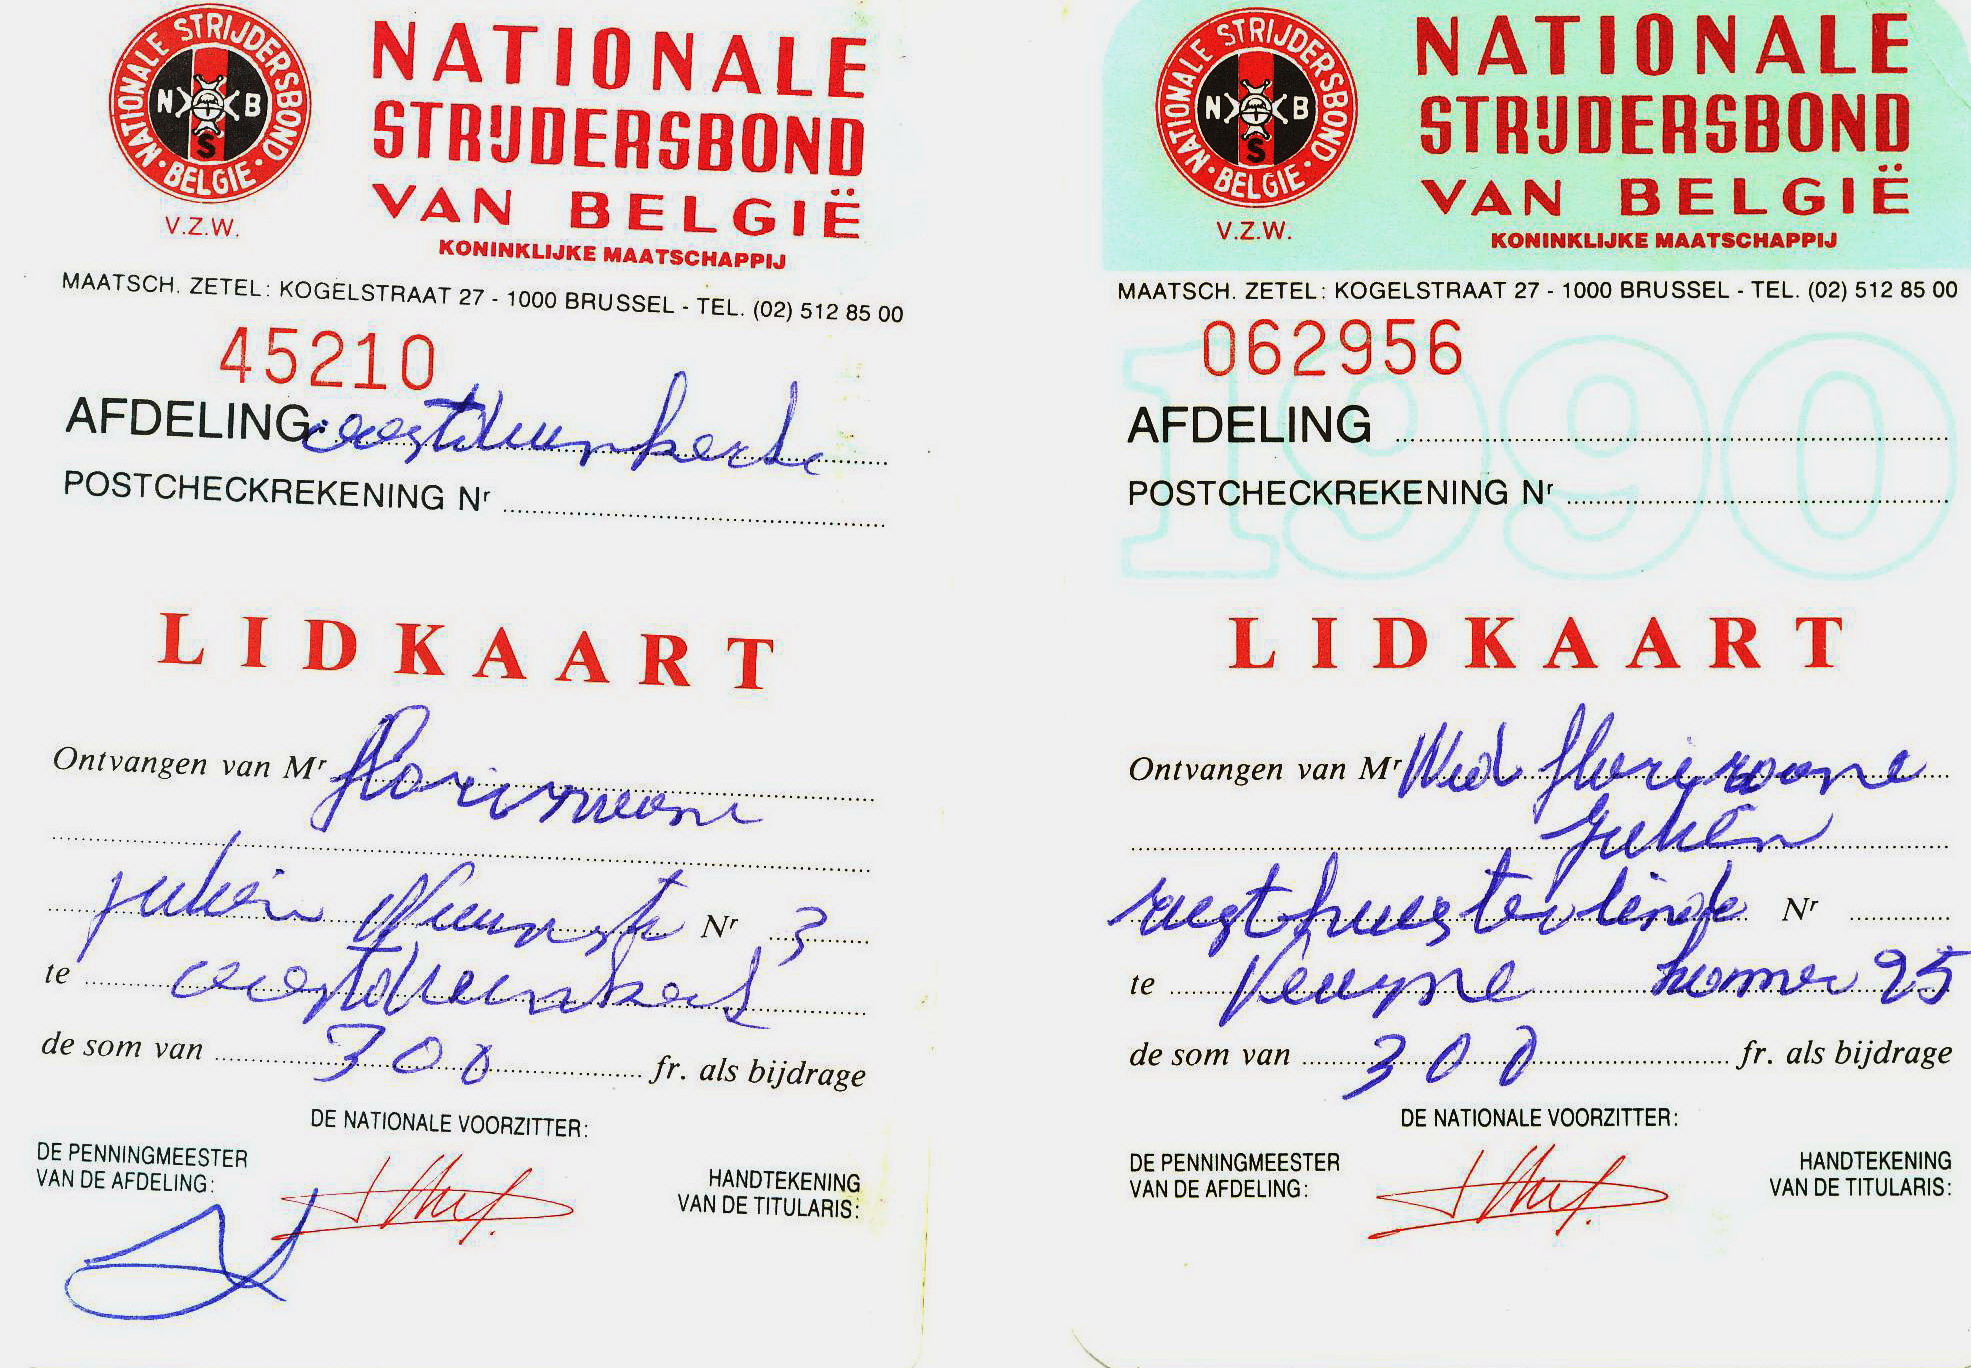 NATIONALE STRIJDERSBOND
BELGIE
N B
S
V.Z.W.
NATIONALE
STRIJDERSBOND
VAN BELGIË
KONINKLIJKE MAATSCHAPPIJ
MAATSCH. ZETEL: KOGELSTRAAT 27 - 1000 BRUSSEL - TEL. (02) 512 85 00
45210
AFDELING: oostduinkerke
POSTCHECKREKENING Nr
LIDKAART
Ontvangen van Mr florimond
julien Nr 3
te oostduinkerk
de som van 300 fr. als bijdrage
DE NATIONALE VOORZITTER:
DE PENNINGMEESTER
VAN DE AFDELING:
HANDTEKENING
VAN DE TITULARIS:
NATIONALE STRIJDERSBOND
BELGIE
N B
S
V.Z.W.
NATIONALE
STRIJDERSBOND
VAN BELGIË
KONINKLIJKE MAATSCHAPPIJ
MAATSCH. ZETEL: KOGELSTRAAT 27 - 1000 BRUSSEL - TEL. (02) 512 85 00
062956
1990
AFDELING
POSTCHECKREKENING Nr
LIDKAART
Ontvangen van Mr Wed
julien
Nr
te 95
de som van 300 fr. als bijdrage
DE NATIONALE VOORZITTER:
DE PENNINGMEESTER
VAN DE AFDELING:
HANDTEKENING
VAN DE TITULARIS: